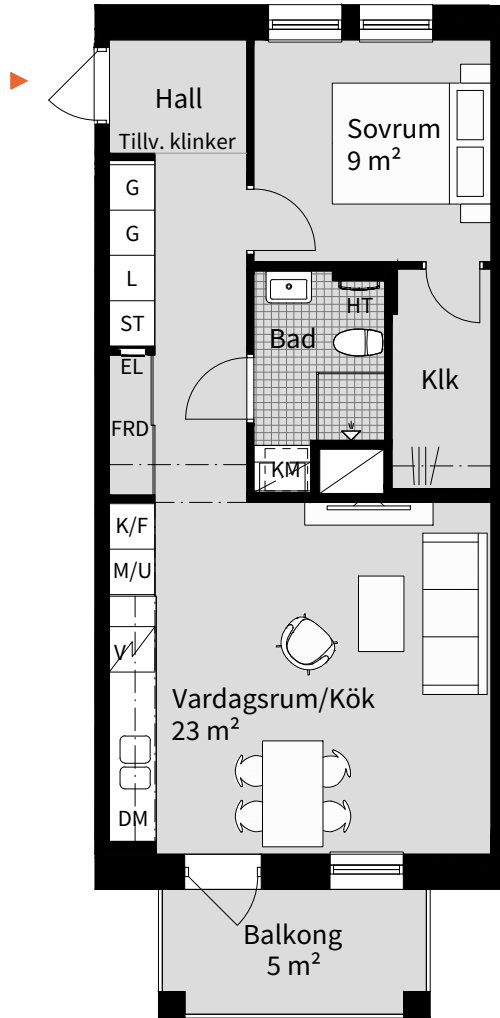 Hall
Tillv. klinker
Sovrum
9 m²
G
G
L
ST
EL
FRD
HT
Bad
Klk
KM
K/F
M/U
V
Vardagsrum/Kök
23 m²
DM
Balkong
5 m²